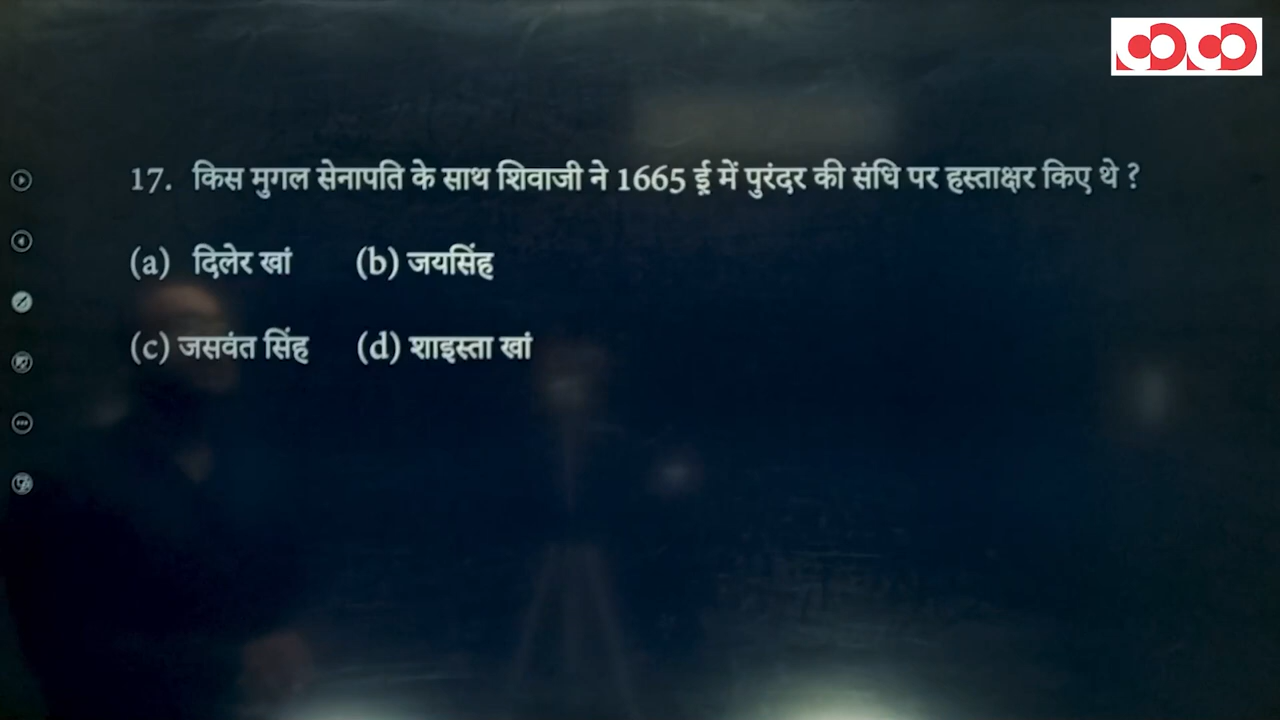 17. किस मुगल सेनापति के साथ शिवाजी ने 1665 ई़ में पुरंदर की संधि पर हस्ताक्षर किए थे ?
(a) दिलेर खां (b) जयसिंह
(c) जसवंत सिंह (d) शाइस्ता खां